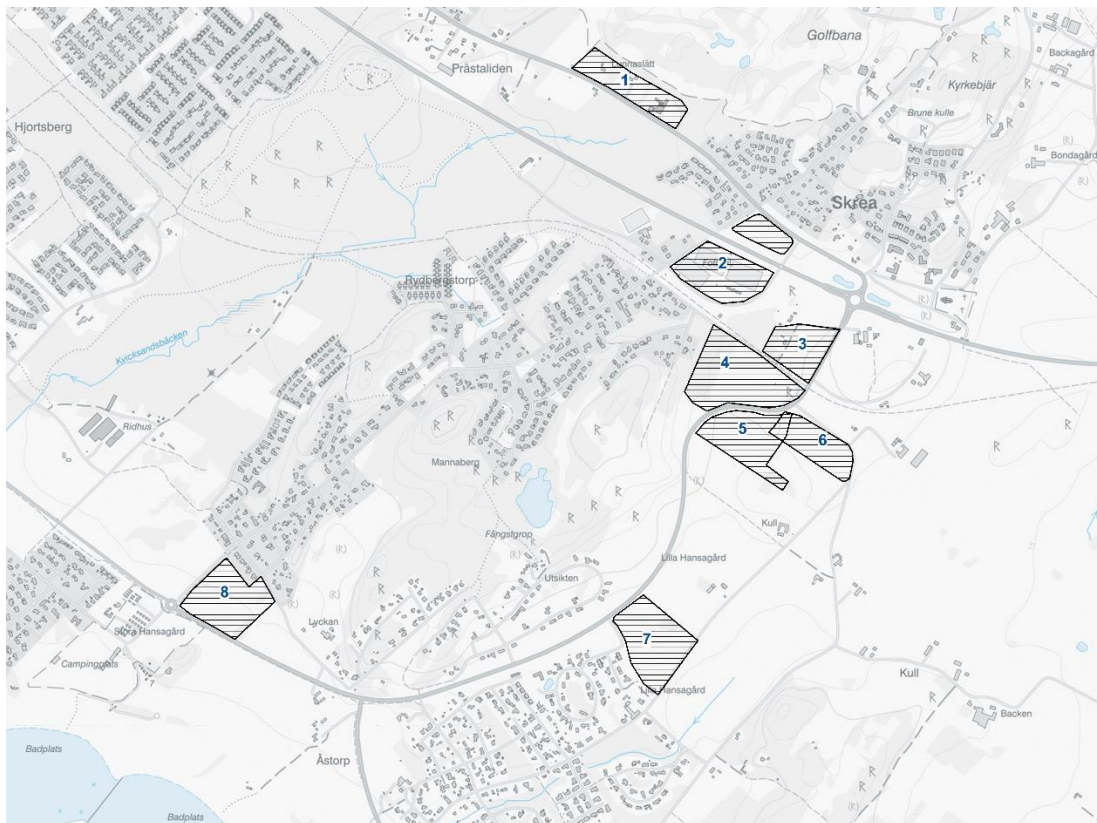 Golfbana
Backagård
Lunnaslätt
1
Prästaliden
Kyrkebjär
Brune kulle
Hjortsberg
Bondagård
Skrea
2
(R)
Rydbergstorp
Kvicksandsbäcken
3
4
5
6
Ridhus
Mannaberg
(R)
Fångstgrop
Kull
(R)
(R)
Lilla Hansagård
Utsikten
8
(R)
Lyckan
Stora Hansagård
7
Campingplats
Kull
Lilla Hansagård
Backen
Badplats
Åstorp
(R)
Badplats